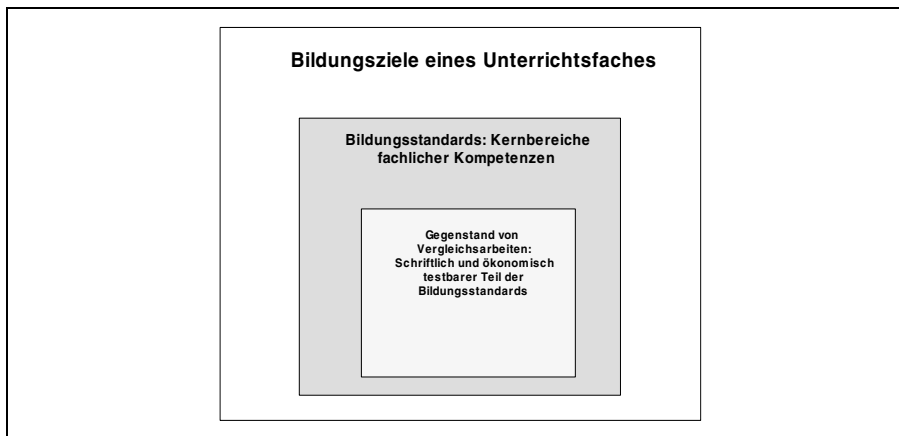 Bildungsziele eines Unterrichtsfaches
Bildungsstandards: Kernbereiche
fachlicher Kompetenzen
Gegenstand von
Vergleichsarbeiten:
Schriftlich und ökonomisch
testbarer Teil der
Bildungsstandards